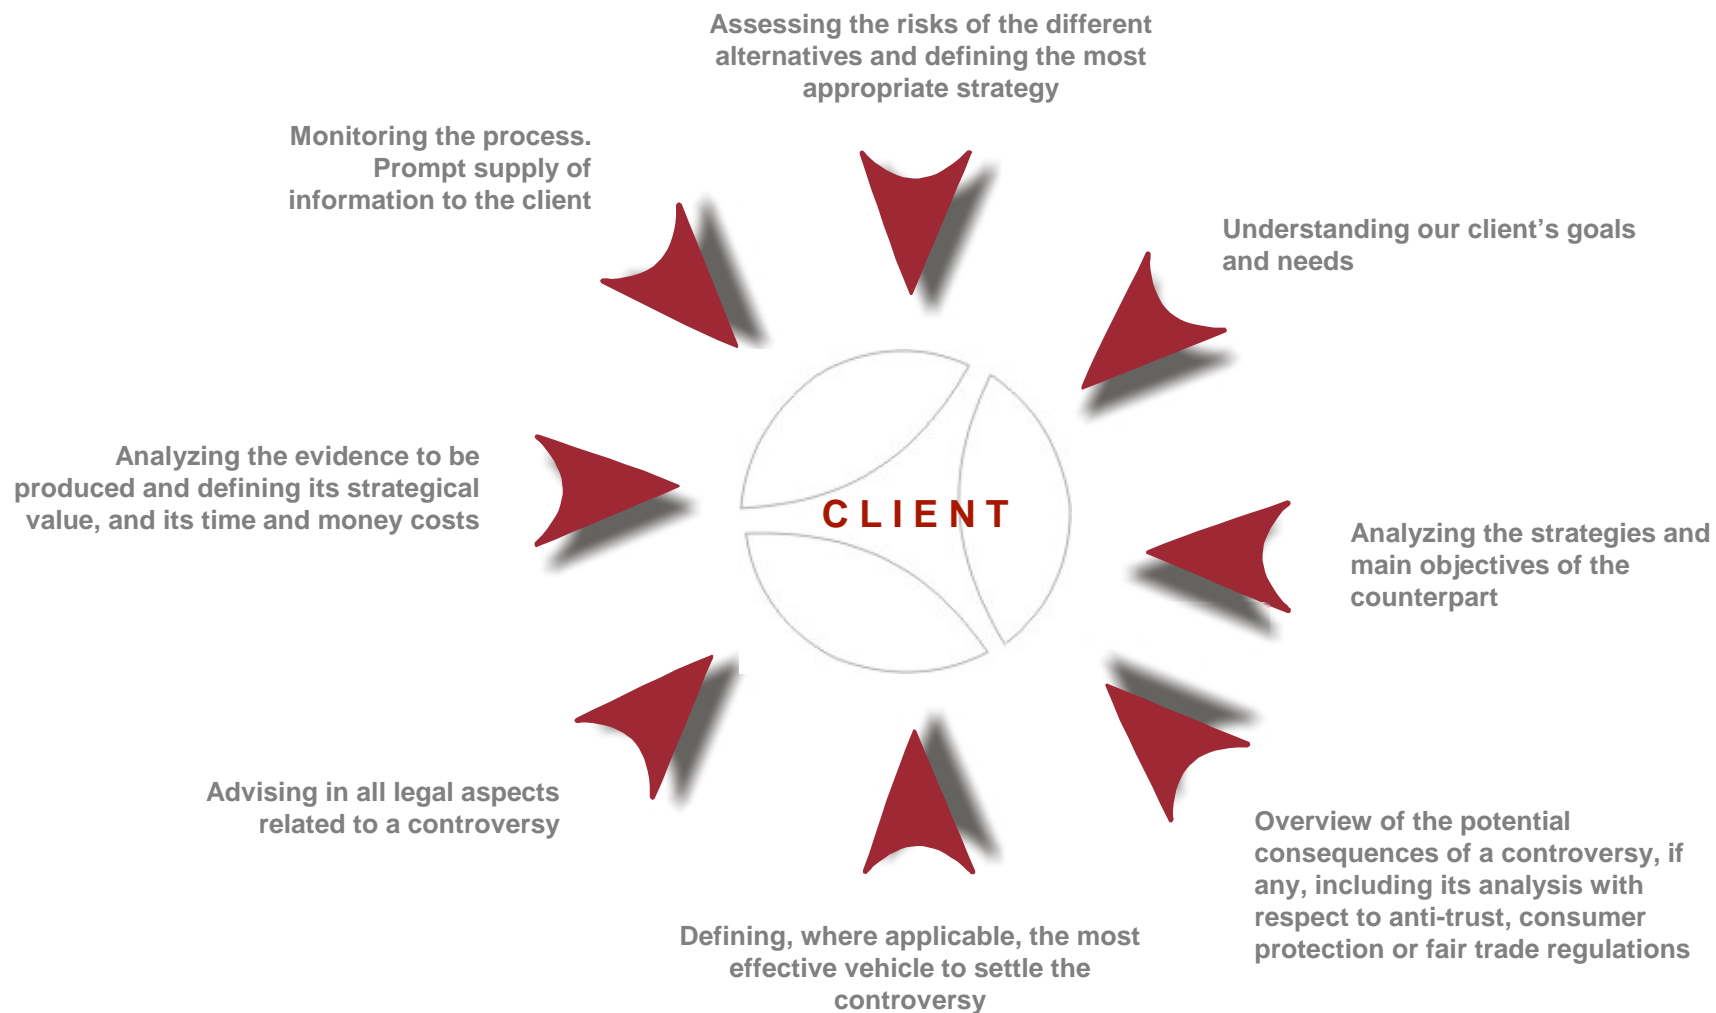 Assessing the risks of the different
alternatives and defining the most
appropriate strategy
Monitoring the process.
Prompt supply of
information to the client
Understanding our client’s goals
and needs
Analyzing the evidence to be
produced and defining its strategical
value, and its time and money costs
CLIENT
Analyzing the strategies and
main objectives of the
counterpart
Advising in all legal aspects
related to a controversy
Overview of the potential
consequences of a controversy, if
any, including its analysis with
respect to anti-trust, consumer
protection or fair trade regulations
Defining, where applicable, the most
effective vehicle to settle the
controversy